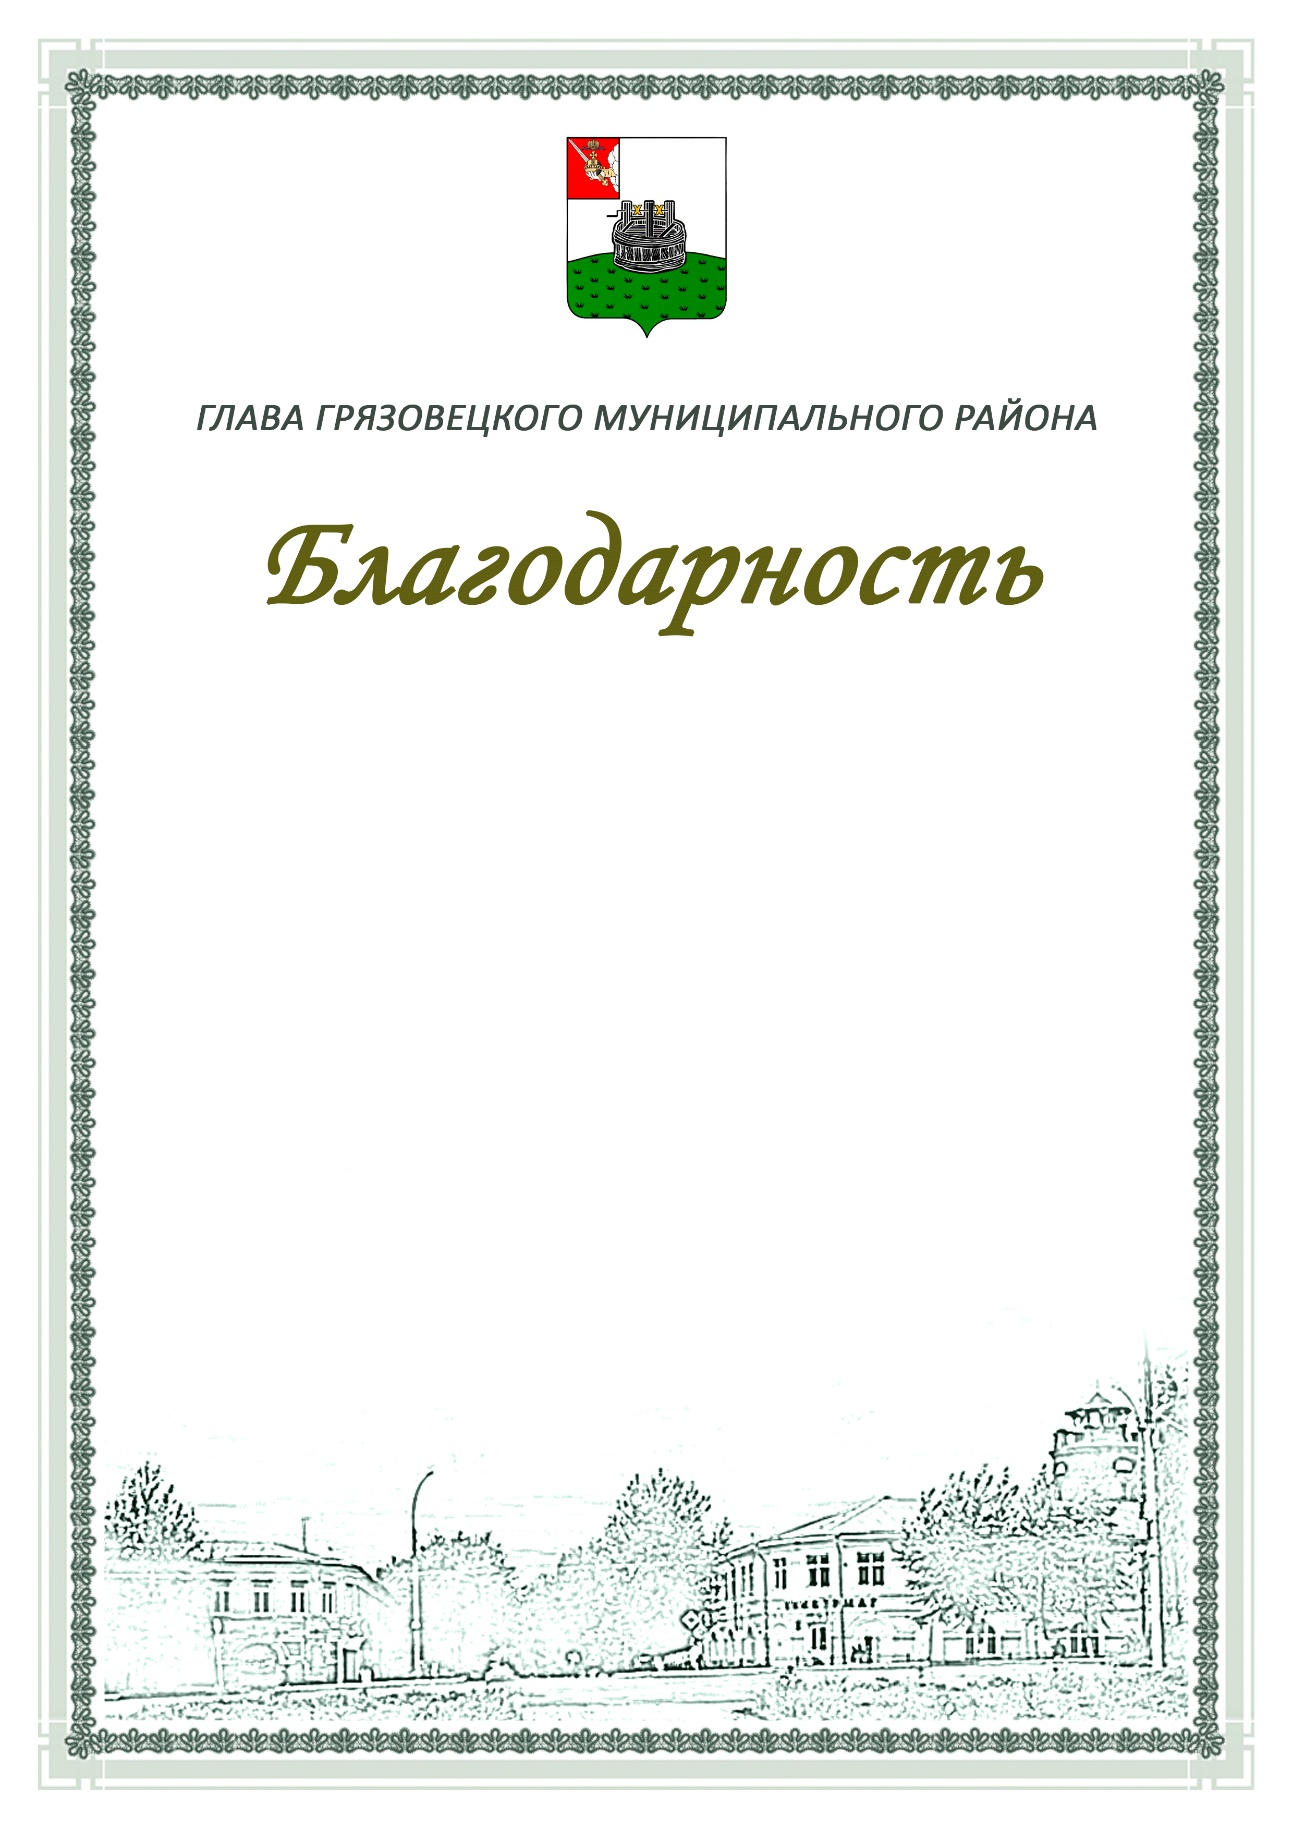 ГЛАВА ГРЯЗОВЕЦКОГО МУНИЦИПАЛЬНОГО РАЙОНА
Благодарность